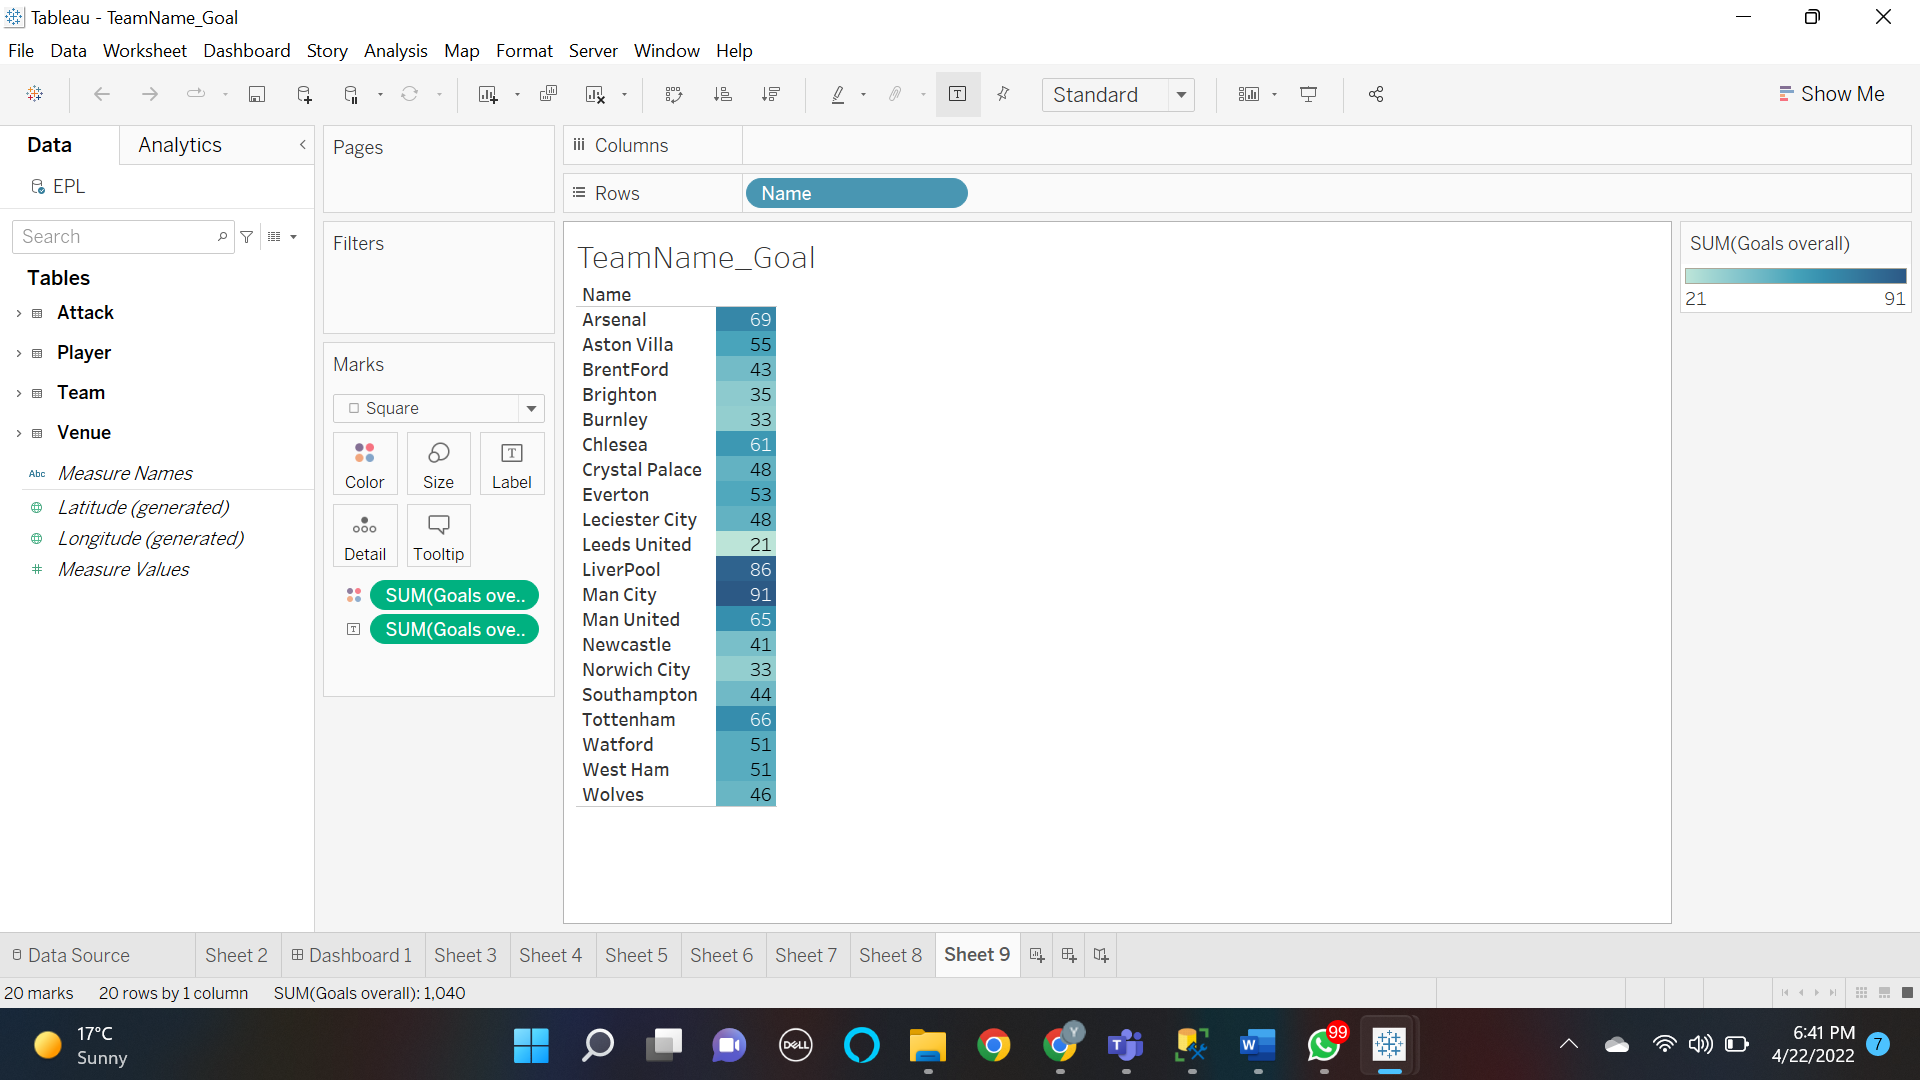 Tableau - TeamName_Goal
File Data Worksheet Dashboard Story Analysis Map Format Server Window Help
Standard
Show Me
Data Analytics
EPL
Search
Tables
Attack
Player
Team
Venue
Abc Measure Names
Latitude (generated)
Longitude (generated)
Measure Values
Pages
Filters
Marks
Square
Color Size Label
Detail Tooltip
SUM(Goals ove..
SUM(Goals ove..
Columns
Rows Name
TeamName_Goal
Name
Arsenal 69
Aston Villa 55
BrentFord 43
Brighton 35
Burnley 33
Chlesea 61
Crystal Palace 48
Everton 53
Leciester City 48
Leeds United 21
LiverPool 86
Man City 91
Man United 65
Newcastle 41
Norwich City 33
Southampton 44
Tottenham 66
Watford 51
West Ham 51
Wolves 46
SUM(Goals overall)
21 91
Data Source Sheet 2 Dashboard 1 Sheet 3 Sheet 4 Sheet 5 Sheet 6 Sheet 7 Sheet 8 Sheet 9
20 marks 20 rows by 1 column SUM(Goals overall): 1,040
17°C
Sunny
DELL
Y
T
W
99
6:41 PM
4/22/2022
7